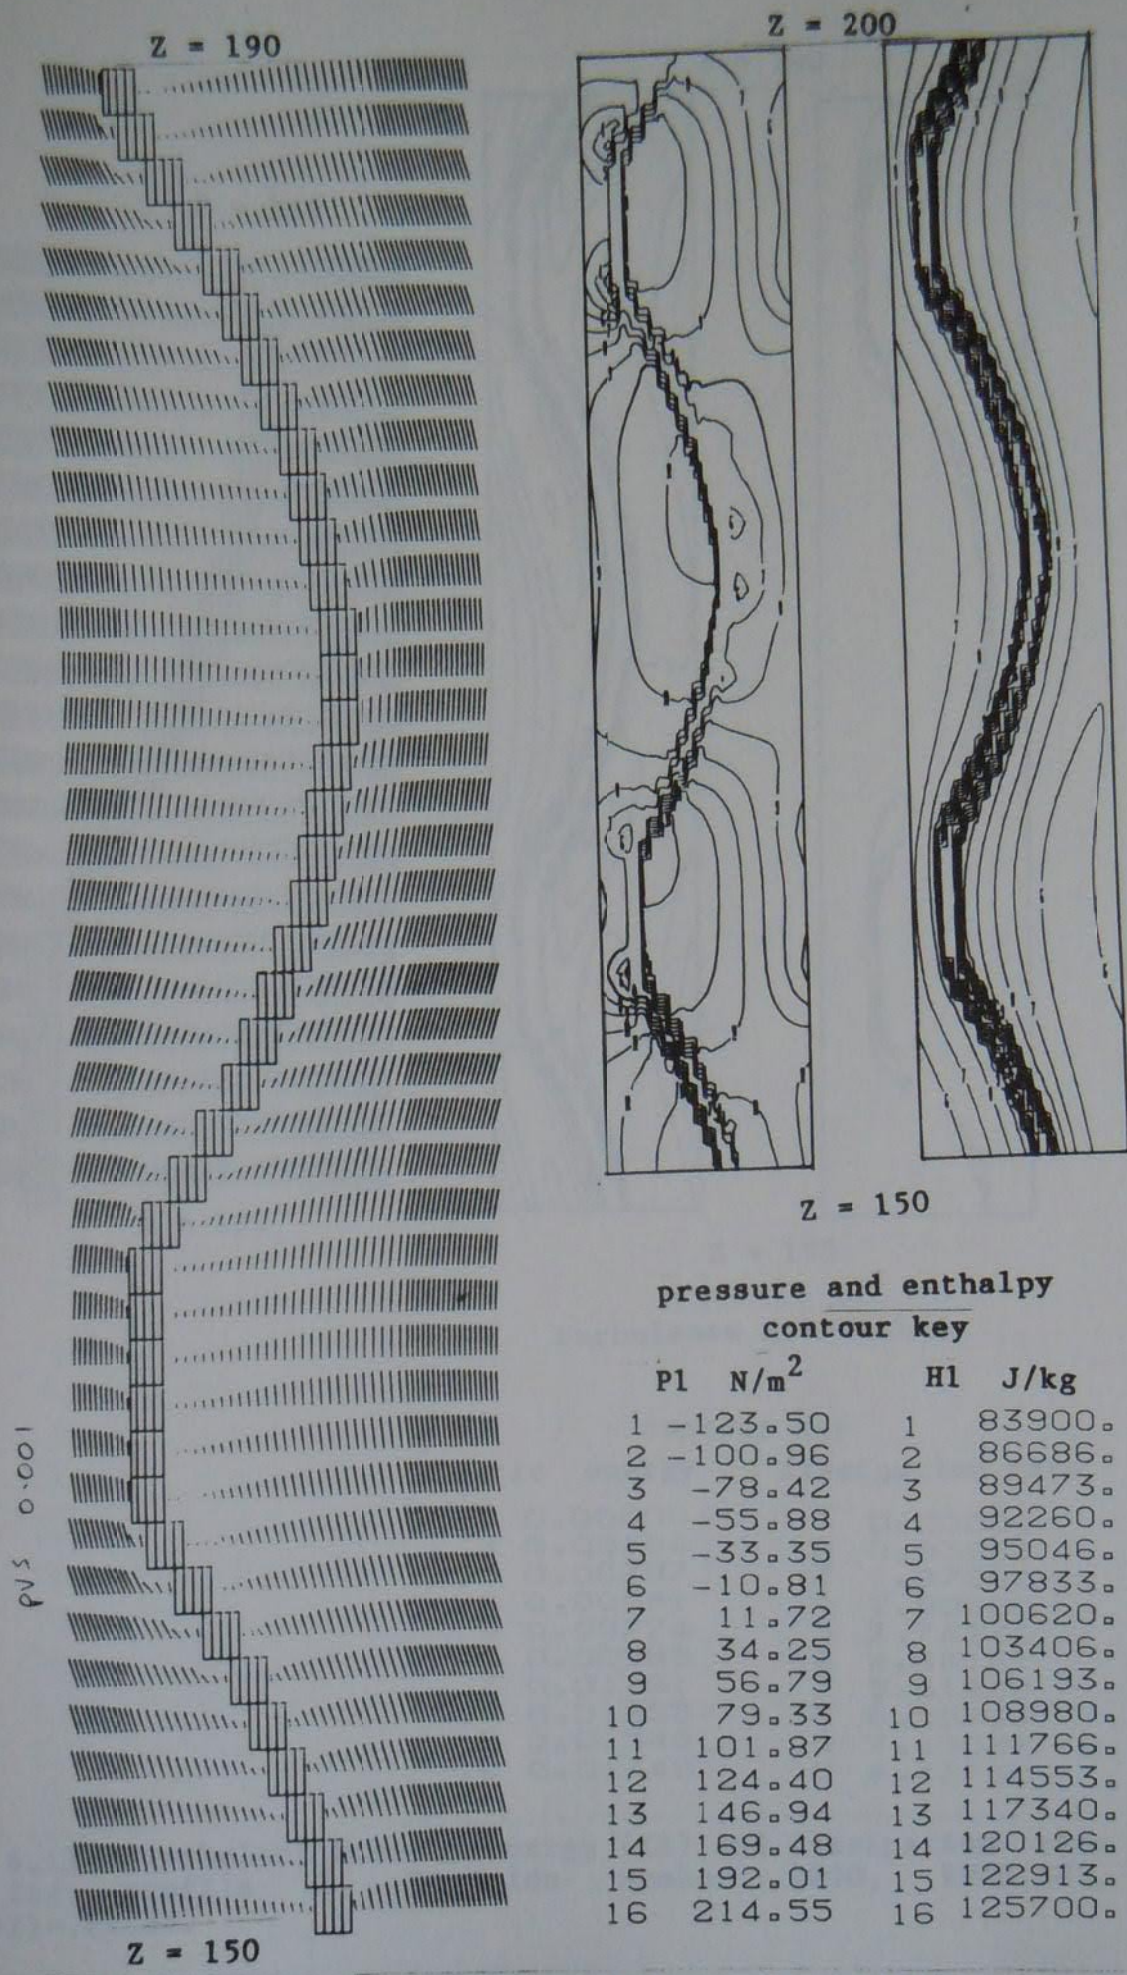 Z = 190
Z = 200
Z = 150
pressure and enthalpy
contour key
P1 N/m2 H1 J/kg
1 -123.50 1 83900.
2 -100.96 2 86686.
3 -78.42 3 89473.
4 -55.88 4 92260.
5 -33.35 5 95046.
6 -10.81 6 97833.
7 11.72 7 100620.
8 34.25 8 103406.
9 56.79 9 106193.
10 79.33 10 108980.
11 101.87 11 111766.
12 124.40 12 114553.
13 146.94 13 117340.
14 169.48 14 120126.
15 192.01 15 122913.
16 214.55 16 125700.
Z = 150
PVS 0.001